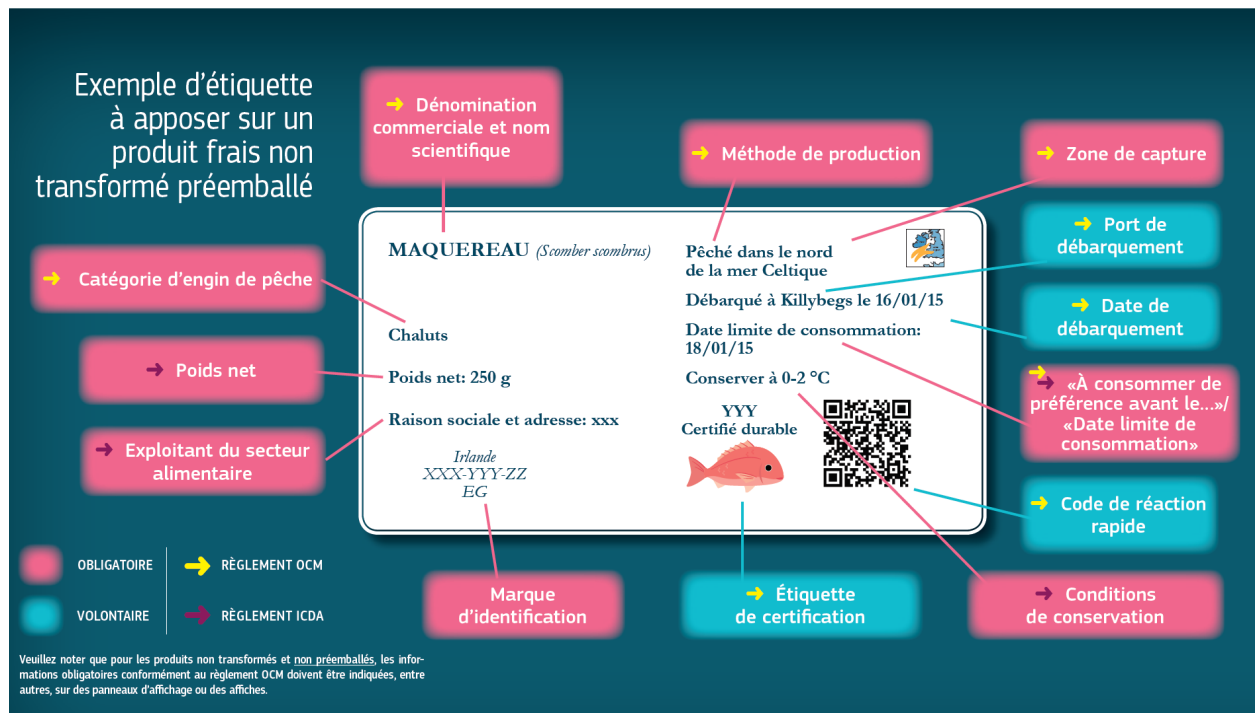 Exemple d’étiquette
à apposer sur un
produit frais non
transformé préemballé
Dénomination
commerciale et nom
scientifique
Méthode de production
Zone de capture
Port de
débarquement
Catégorie d’engin de pêche
Date de
débarquement
Poids net
«À consommer de
préférence avant le...»/
«Date limite de
consommation»
Exploitant du secteur
alimentaire
Code de réaction
rapide
MAQUEREAU (Scomber scombrus)
Chaluts
Poids net: 250 g
Raison sociale et adresse: xxx
Irlande
XXX-YYY-ZZ
EG
Pêché dans le nord
de la mer Celtique
Débarqué à Killybegs le 16/01/15
Date limite de consommation:
18/01/15
Conserver à 0-2 °C
YYY
Certifié durable
Marque
d’identification
Étiquette
de certification
Conditions
de conservation
OBLIGATOIRE
RÈGLEMENT OCM
VOLONTAIRE
RÈGLEMENT ICDA
Veuillez noter que pour les produits non transformés et non préemballés, les infor-
mations obligatoires conformément au règlement OCM doivent être indiquées, entre
autres, sur des panneaux d’affichage ou des affiches.